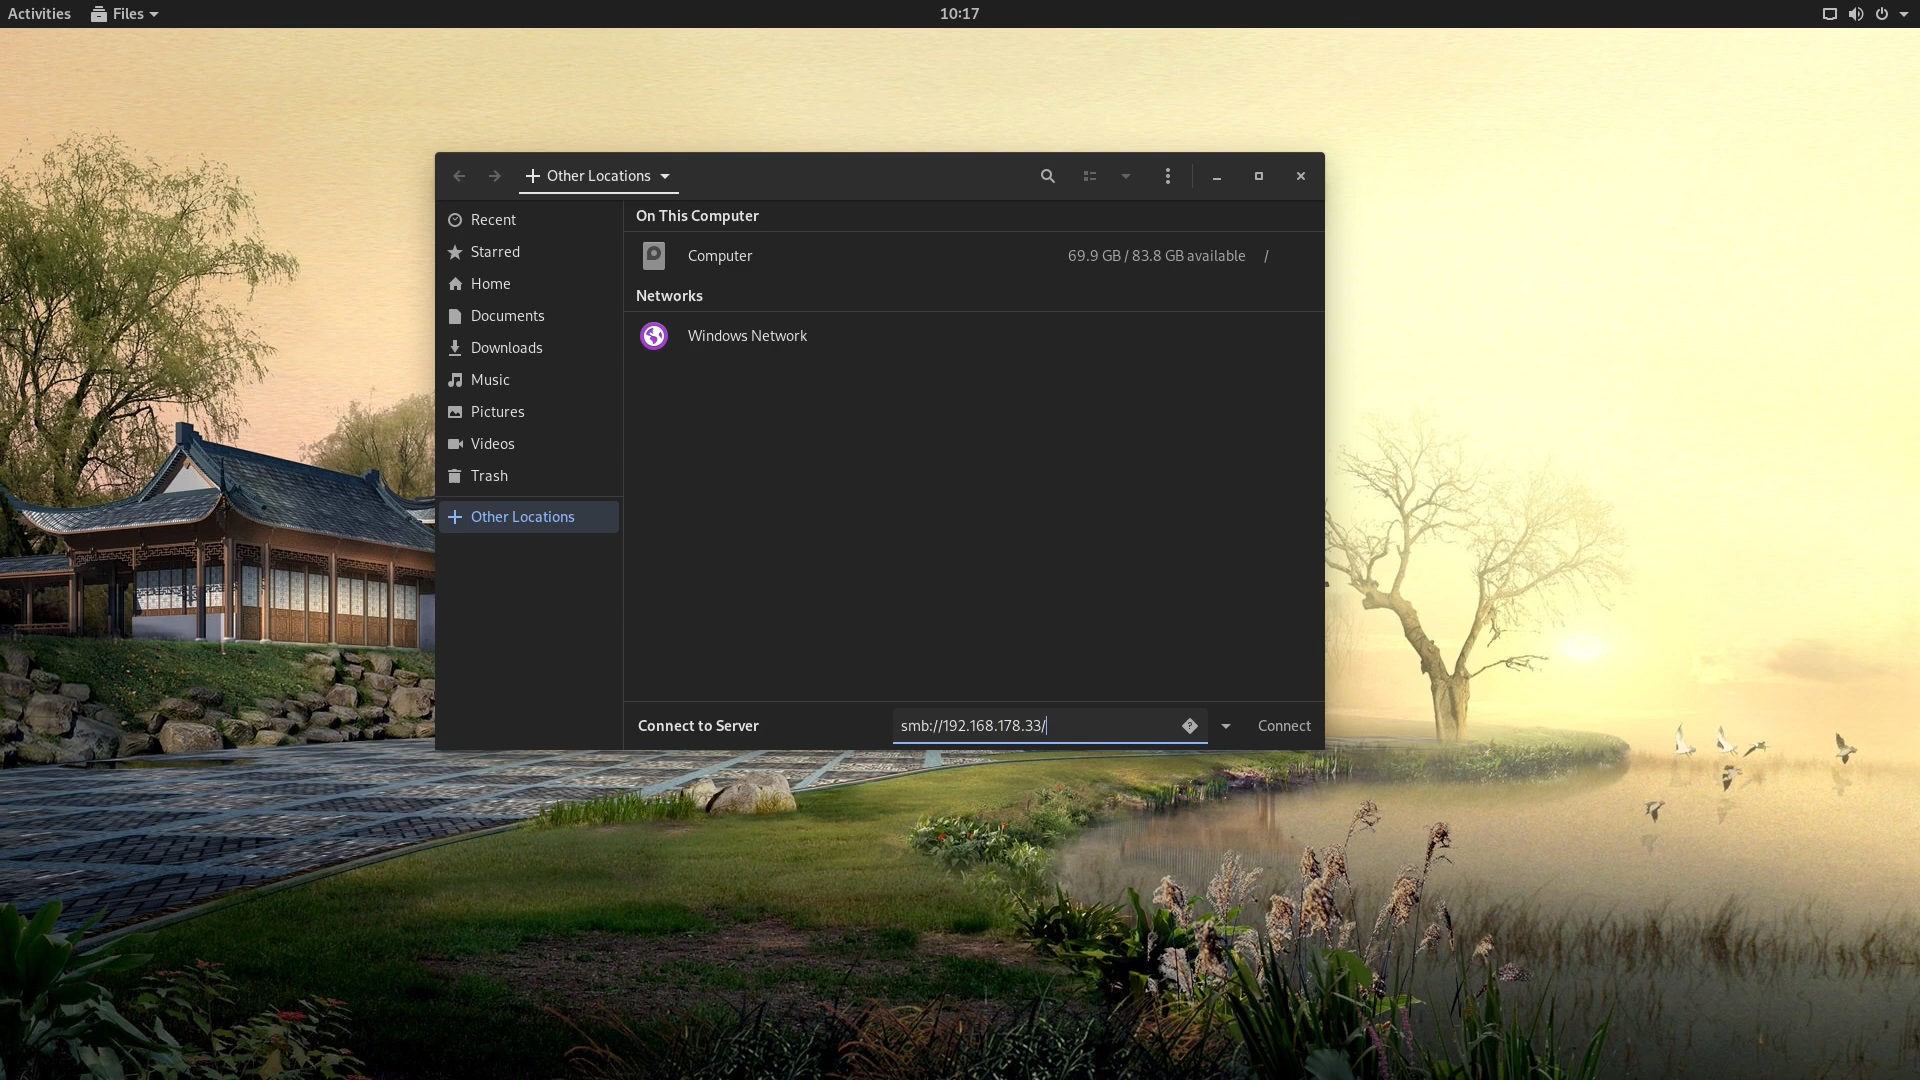 Activities Files 10:17
Other Locations
Recent
Starred
Home
Documents
Downloads
Music
Pictures
Videos
Trash
Other Locations
On This Computer
Computer 69.9 GB / 83.8 GB available /
Networks
Windows Network
Connect to Server smb://192.168.178.33/ Connect